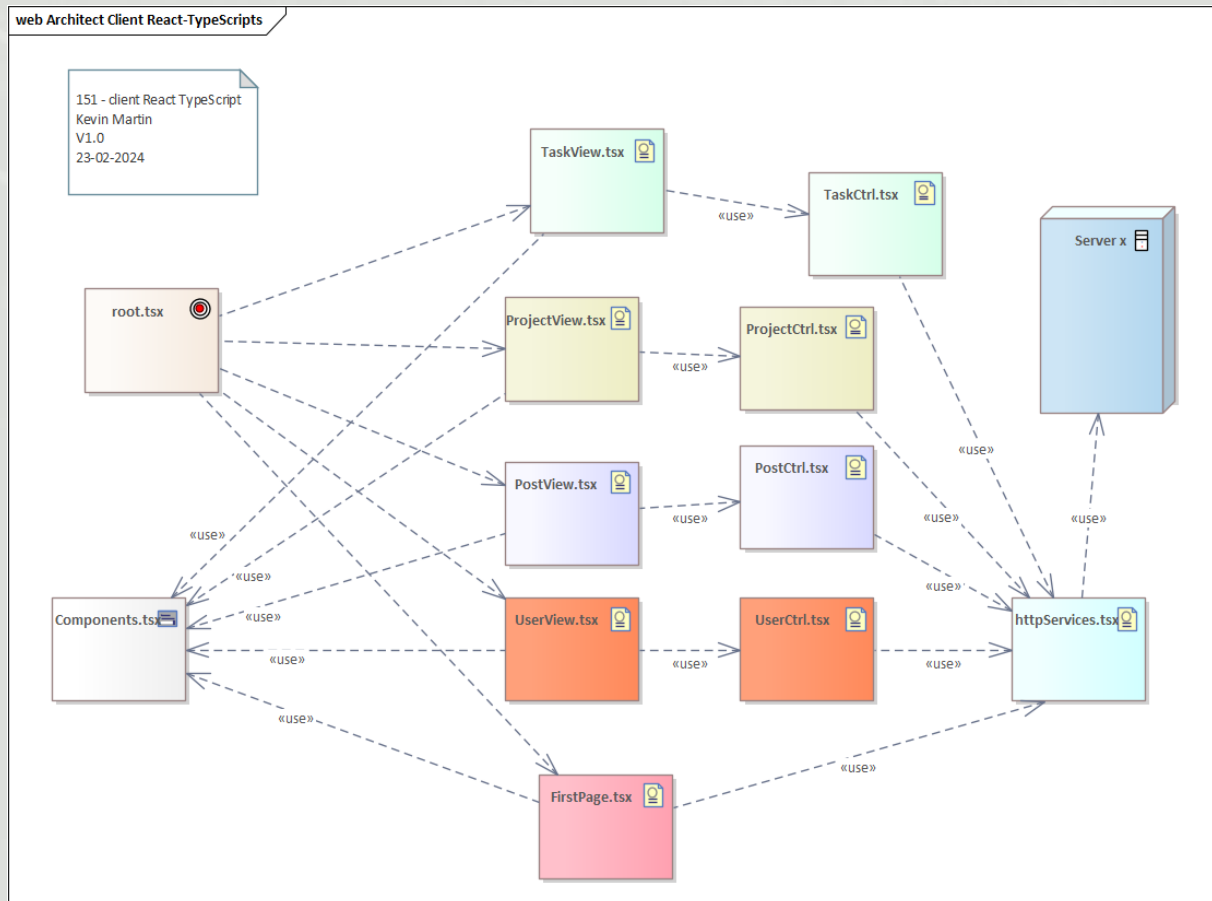 web Architect Client React-TypeScripts
151 - client React TypeScript
Kevin Martin
V1.0
23-02-2024
TaskView.tsx
TaskCtrl.tsx
«use»
Server x
root.tsx
ProjectView.tsx
ProjectCtrl.tsx
«use»
«use»
PostView.tsx
PostCtrl.tsx
«use»
«use»
«use»
«use»
«use»
«use»
«use»
Components.tsx
UserView.tsx
UserCtrl.tsx
httpServices.tsx
«use»
«use»
«use»
«use»
«use»
FirstPage.tsx